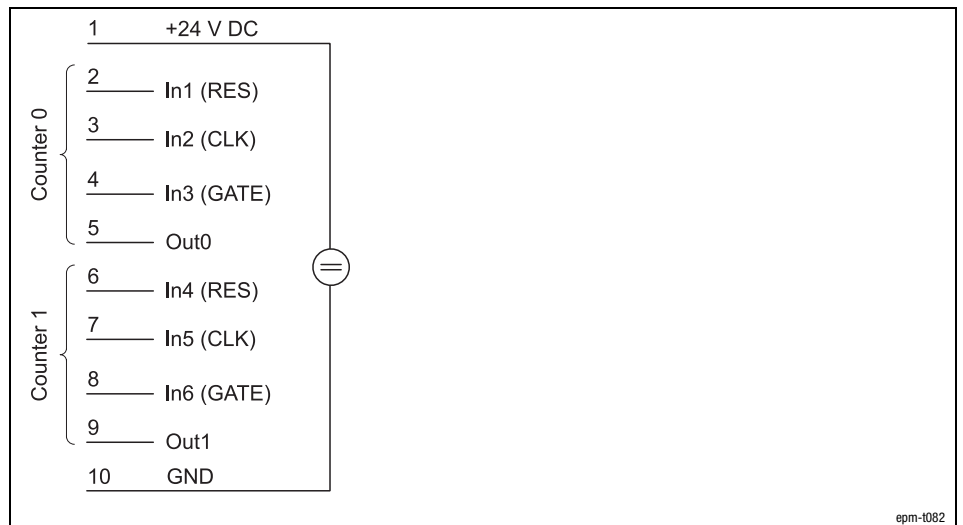 1 +24 V DC
Counter 0
2 In1 (RES)
3 In2 (CLK)
4 In3 (GATE)
5 Out0
Counter 1
6 In4 (RES)
7 In5 (CLK)
8 In6 (GATE)
9 Out1
10 GND
epm-t082